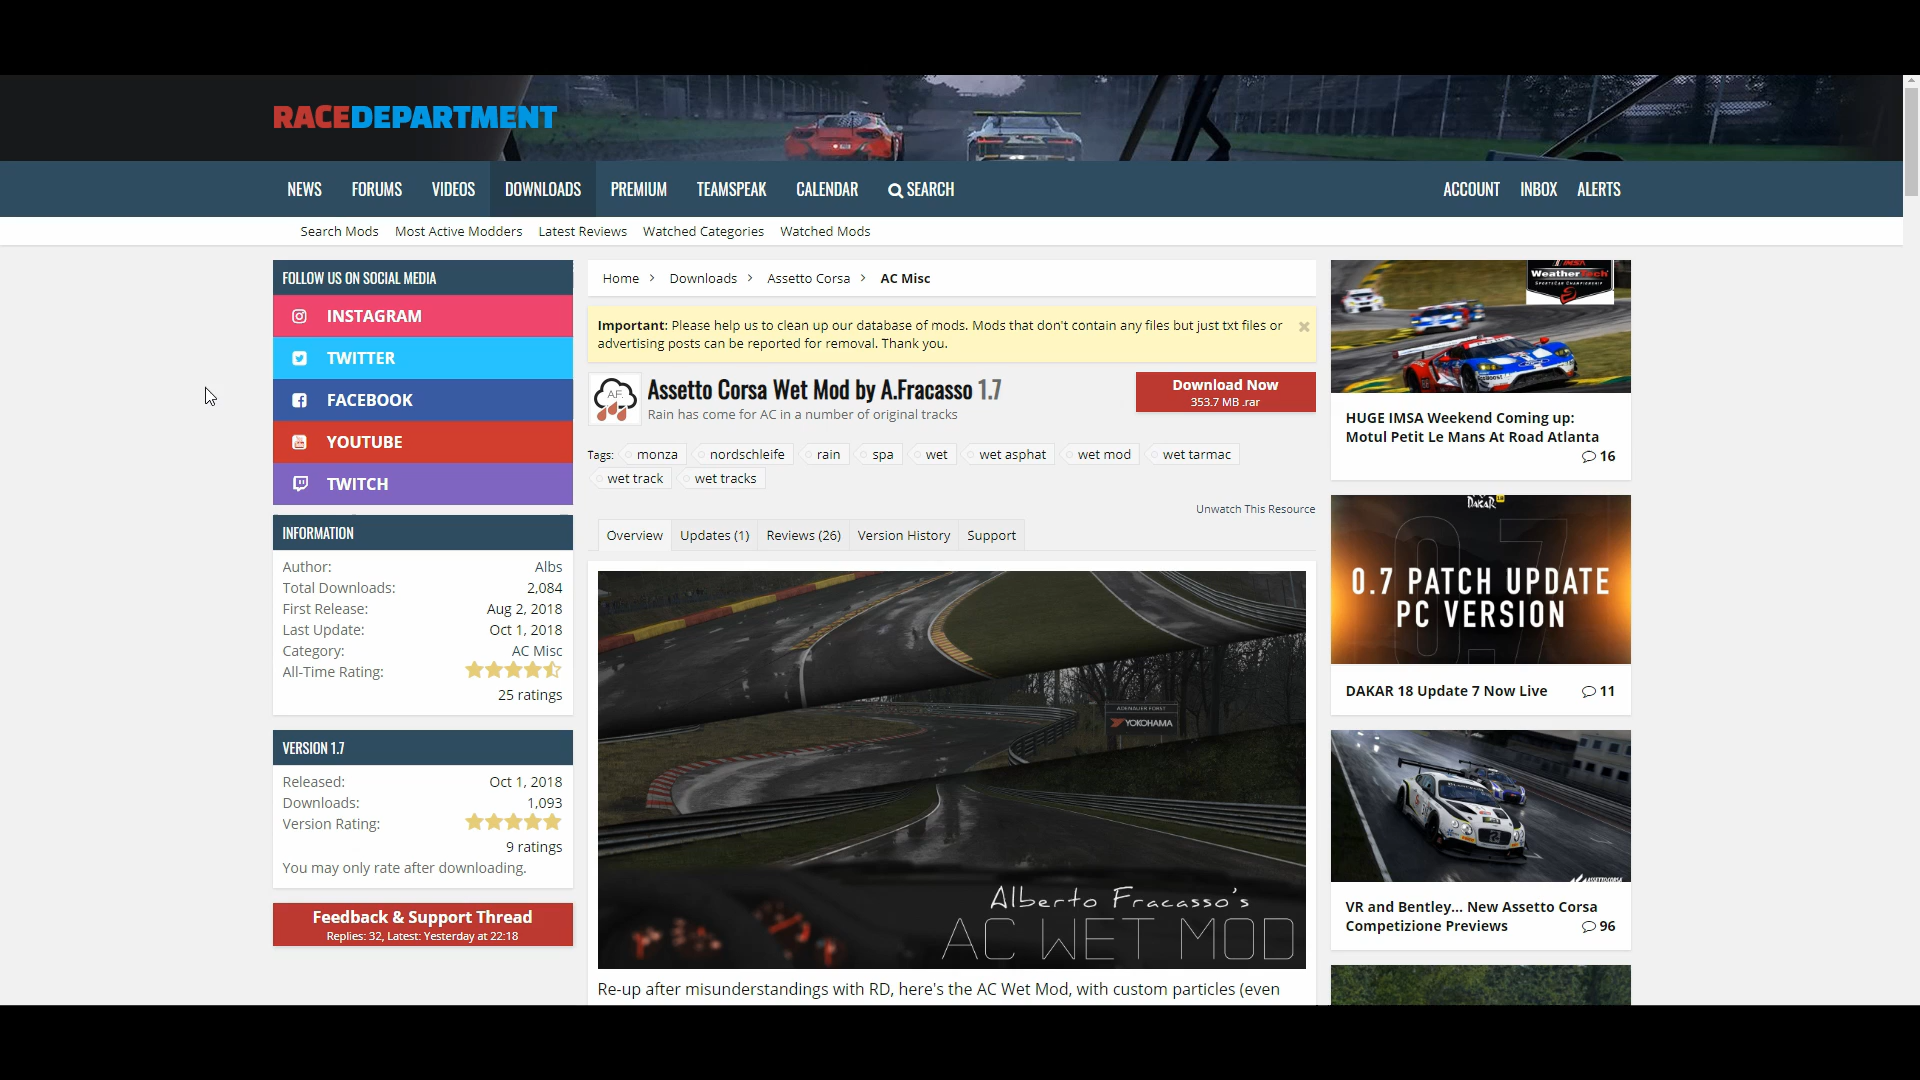 RACEDEPARTMENT
NEWS FORUMS VIDEOS DOWNLOADS PREMIUM TEAMSPEAK CALENDAR SEARCH ACCOUNT INBOX ALERTS
Search Mods Most Active Modders Latest Reviews Watched Categories Watched Mods
FOLLOW US ON SOCIAL MEDIA
INSTAGRAM
TWITTER
FACEBOOK
YOUTUBE
TWITCH
INFORMATION
Author: Albs
Total Downloads: 2,084
First Release: Aug 2, 2018
Last Update: Oct 1, 2018
Category: AC Misc
All-Time Rating:
25 ratings
VERSION 1.7
Released: Oct 1, 2018
Downloads: 1,093
Version Rating:
9 ratings
You may only rate after downloading.
Feedback & Support Thread
Replies: 32, Latest: Yesterday at 22:18
Home > Downloads > Assetto Corsa > AC Misc
Important: Please help us to clean up our database of mods. Mods that don't contain any files but just txt files or
advertising posts can be reported for removal. Thank you.
A.F.
Assetto Corsa Wet Mod by A.Fracasso 1.7
Rain has come for AC in a number of original tracks
Download Now
353.7 MB .rar
Tags: monza nordschleife rain spa wet wet asphat wet mod wet tarmac
wet track wet tracks
Unwatch This Resource
Overview Updates (1) Reviews (26) Version History Support
ADENAUER FORST
YOKOHAMA
Alberto Fracasso's
AC WET MOD
Re-up after misunderstandings with RD, here's the AC Wet Mod, with custom particles (even
IMSA
WeatherTech
SPORTSCAR CHAMPIONSHIP
HUGE IMSA Weekend Coming up:
Motul Petit Le Mans At Road Atlanta
16
DAKAR 18
0.7 PATCH UPDATE
PC VERSION
DAKAR 18 Update 7 Now Live 11
ASSETTO CORSA
VR and Bentley... New Assetto Corsa
Competizione Previews 96